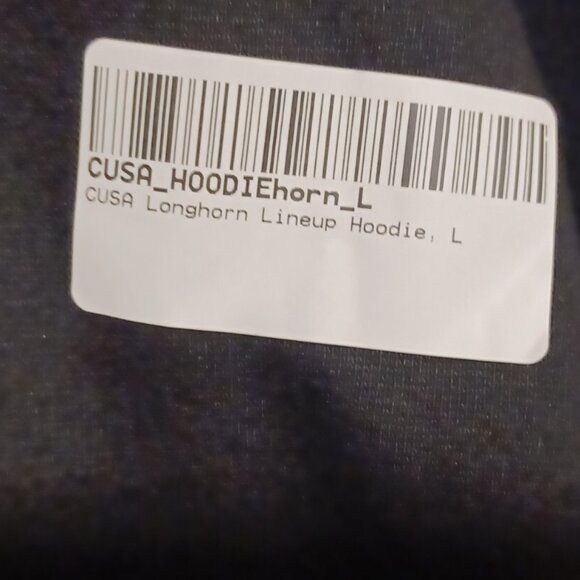 CUSA_HOODIEhorn_L
CUSA Longhorn Lineup Hoodie, L